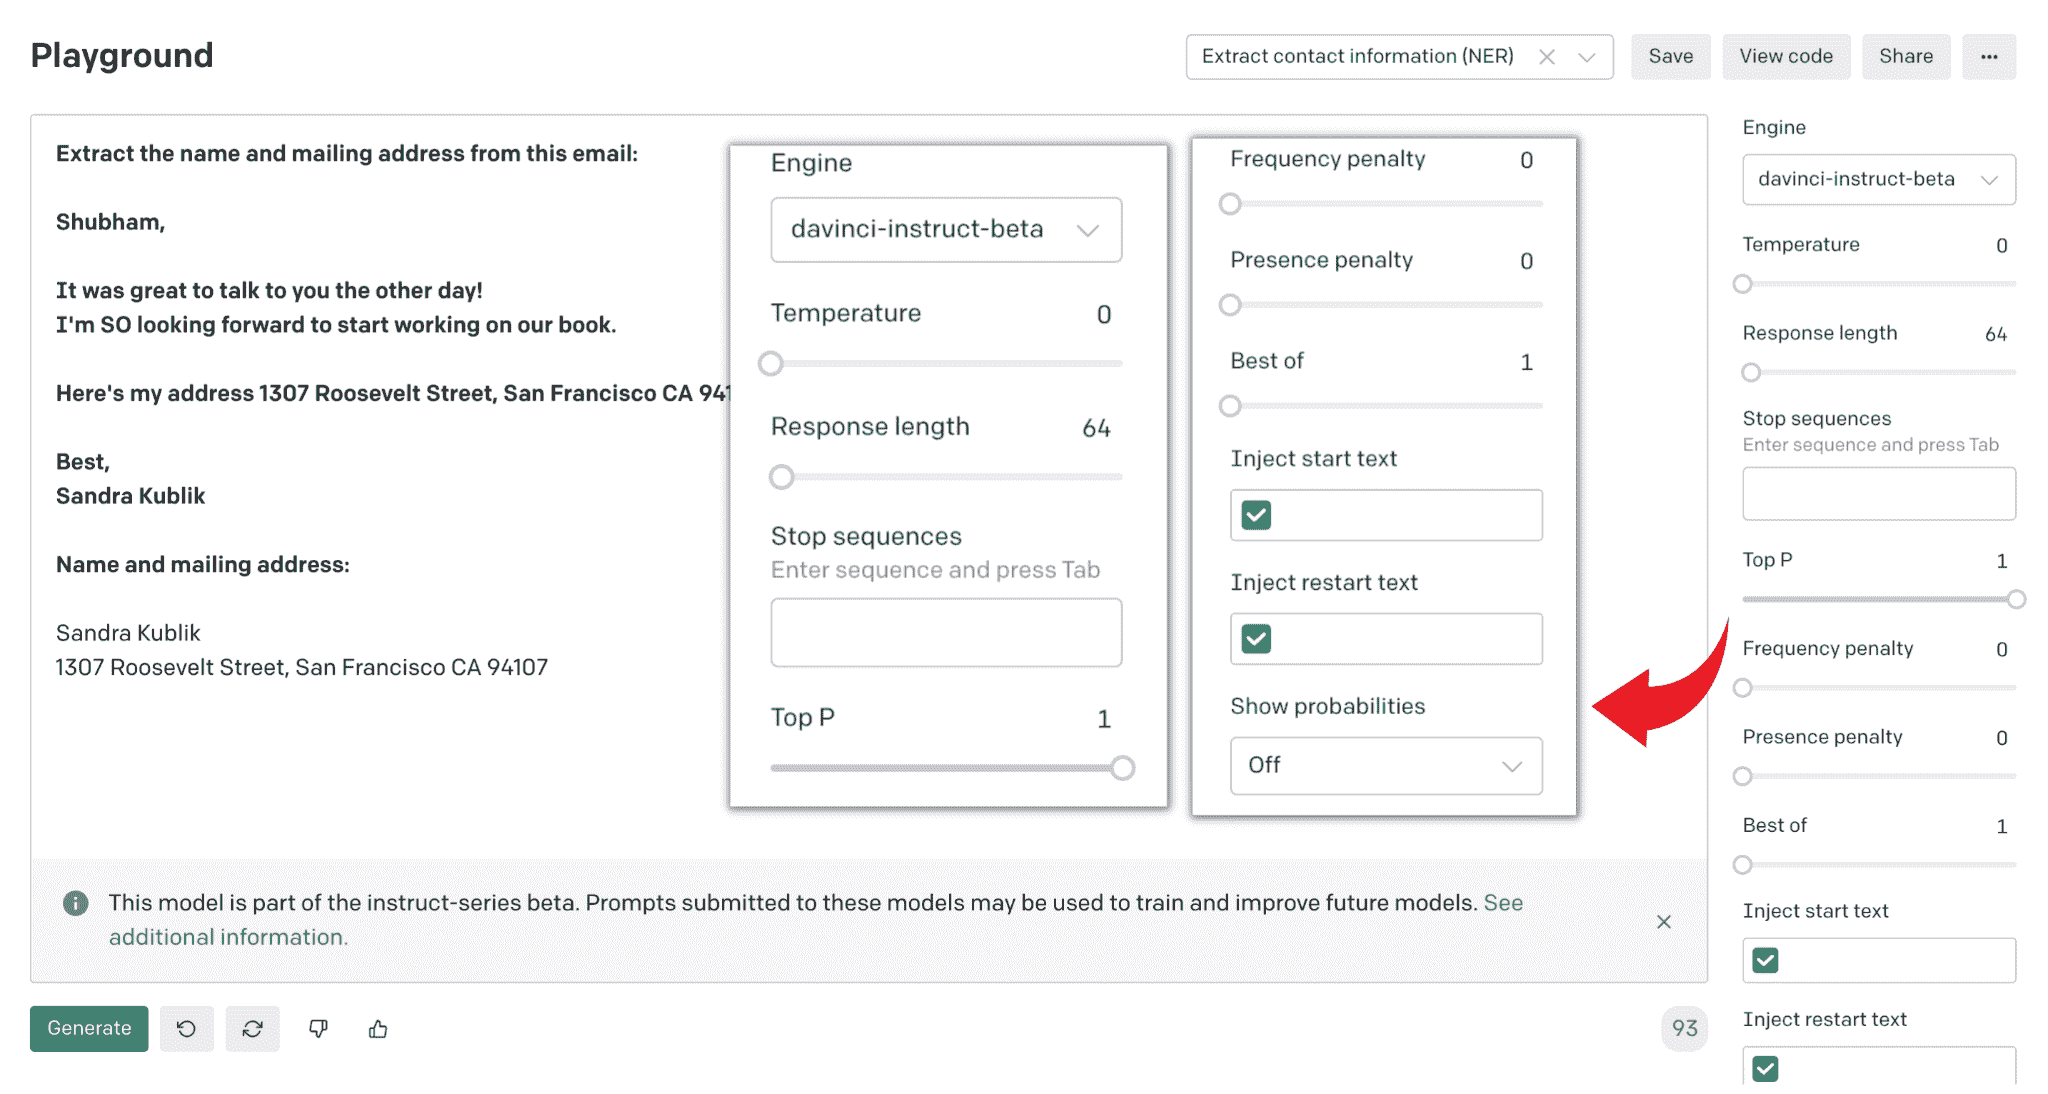 Playground
Extract contact information (NER)
Save
View code
Share
Extract the name and mailing address from this email:
Shubham,
It was great to talk to you the other day!
I'm SO looking forward to start working on our book.
Here's my address 1307 Roosevelt Street, San Francisco CA 941
Best,
Sandra Kublik
Name and mailing address:
Sandra Kublik
1307 Roosevelt Street, San Francisco CA 94107
Engine
davinci-instruct-beta
Temperature 0
Response length 64
Stop sequences
Enter sequence and press Tab
Top P 1
Frequency penalty 0
Presence penalty 0
Best of 1
Inject start text
Inject restart text
Show probabilities
Off
This model is part of the instruct-series beta. Prompts submitted to these models may be used to train and improve future models. See
additional information.
Generate
93
Engine
davinci-instruct-beta
Temperature 0
Response length 64
Stop sequences
Enter sequence and press Tab
Top P 1
Frequency penalty 0
Presence penalty 0
Best of 1
Inject start text
Inject restart text